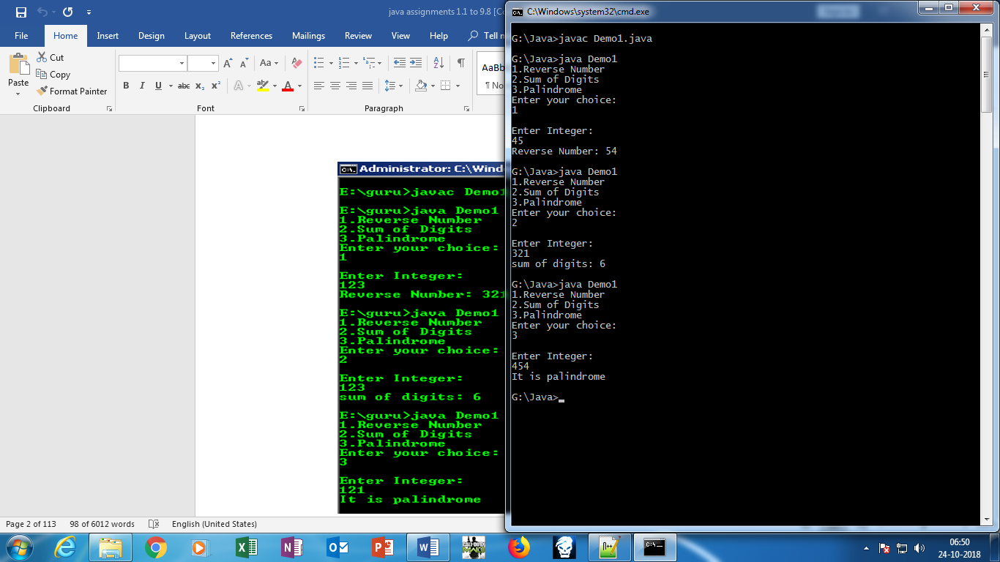 java assignments 1.1 to 9.8 [Co
File Home Insert Design Layout References Mailings Review View Help Tell
Paste
Cut
Copy
Format Painter
Clipboard
Aa
B I U abc x₂ x² A aby A
Font
A Z
Paragraph
AaBb
¶ No
Administrator: C:\Wind
E:\guru>javac Demo1
E:\guru>java Demo1
1.Reverse Number
2.Sum of Digits
3.Palindrome
Enter your choice:
1
Enter Integer:
123
Reverse Number: 321
E:\guru>java Demo1
1.Reverse Number
2.Sum of Digits
3.Palindrome
Enter your choice:
2
Enter Integer:
123
sum of digits: 6
E:\guru>java Demo1
1.Reverse Number
2.Sum of Digits
3.Palindrome
Enter your choice:
3
Enter Integer:
121
It is palindrome
Page 2 of 113 98 of 6012 words English (United States)
C:\Windows\system32\cmd.exe
G:\Java>javac Demo1.java
G:\Java>java Demo1
1.Reverse Number
2.Sum of Digits
3.Palindrome
Enter your choice:
1
Enter Integer:
45
Reverse Number: 54
G:\Java>java Demo1
1.Reverse Number
2.Sum of Digits
3.Palindrome
Enter your choice:
2
Enter Integer:
321
sum of digits: 6
G:\Java>java Demo1
1.Reverse Number
2.Sum of Digits
3.Palindrome
Enter your choice:
3
Enter Integer:
454
It is palindrome
G:\Java>
06:50
24-10-2018